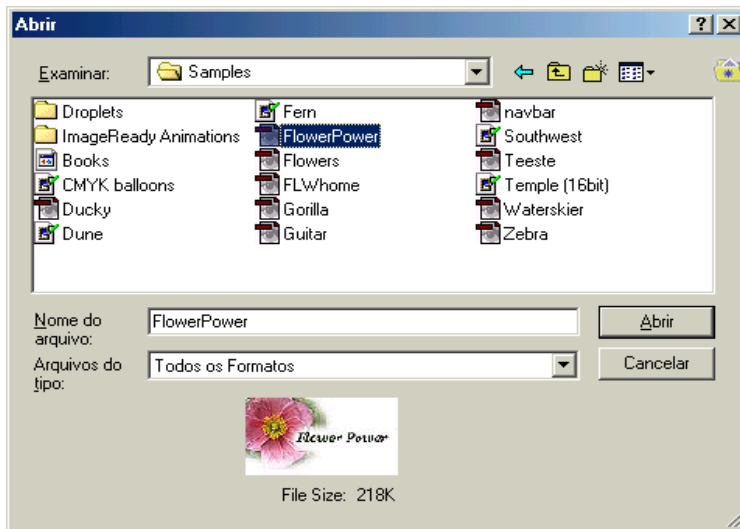 Abrir
Examinar: Samples
Droplets Fern navbar
ImageReady Animations FlowerPower Southwest
Books Flowers Teeste
CMYK balloons FLWhome Temple (16bit)
Ducky Gorilla Waterskier
Dune Guitar Zebra
Nome do arquivo: FlowerPower Abrir
Arquivos do tipo: Todos os Formatos Cancelar
Flower Power
File Size: 218K